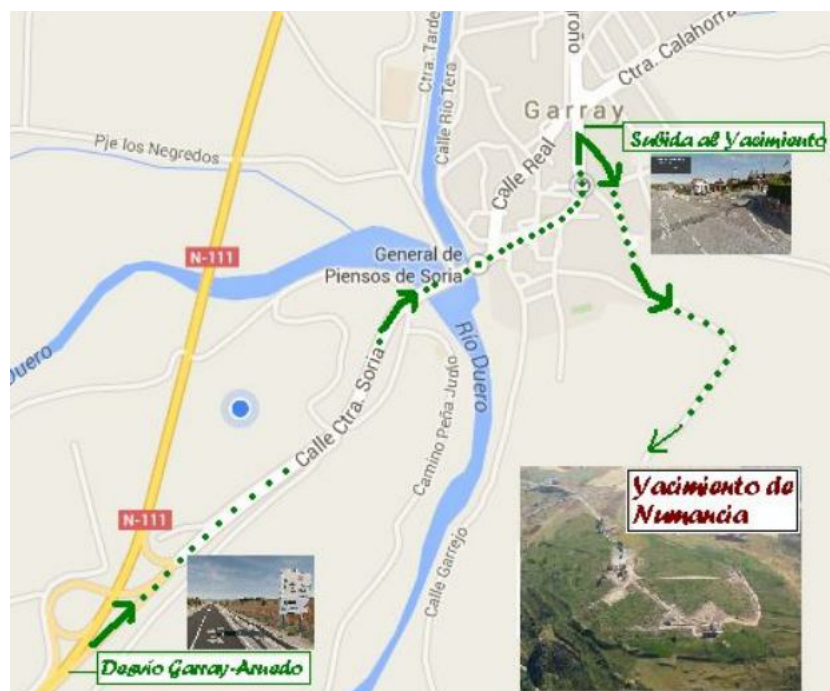 Ctra. Tarde
oroño
Ctra. Calahorra
Garray
Calle Río Tera
Subida al Yacimiento
Pje los Negredos
Calle Real
N-111
General de
Piensos de Soria
Río Duero
Duero
Calle Ctra. Soria
Camino Peña Judío
Yacimiento de
Numancia
N-111
Calle Garrejo
Desvío Garray-Arnedo